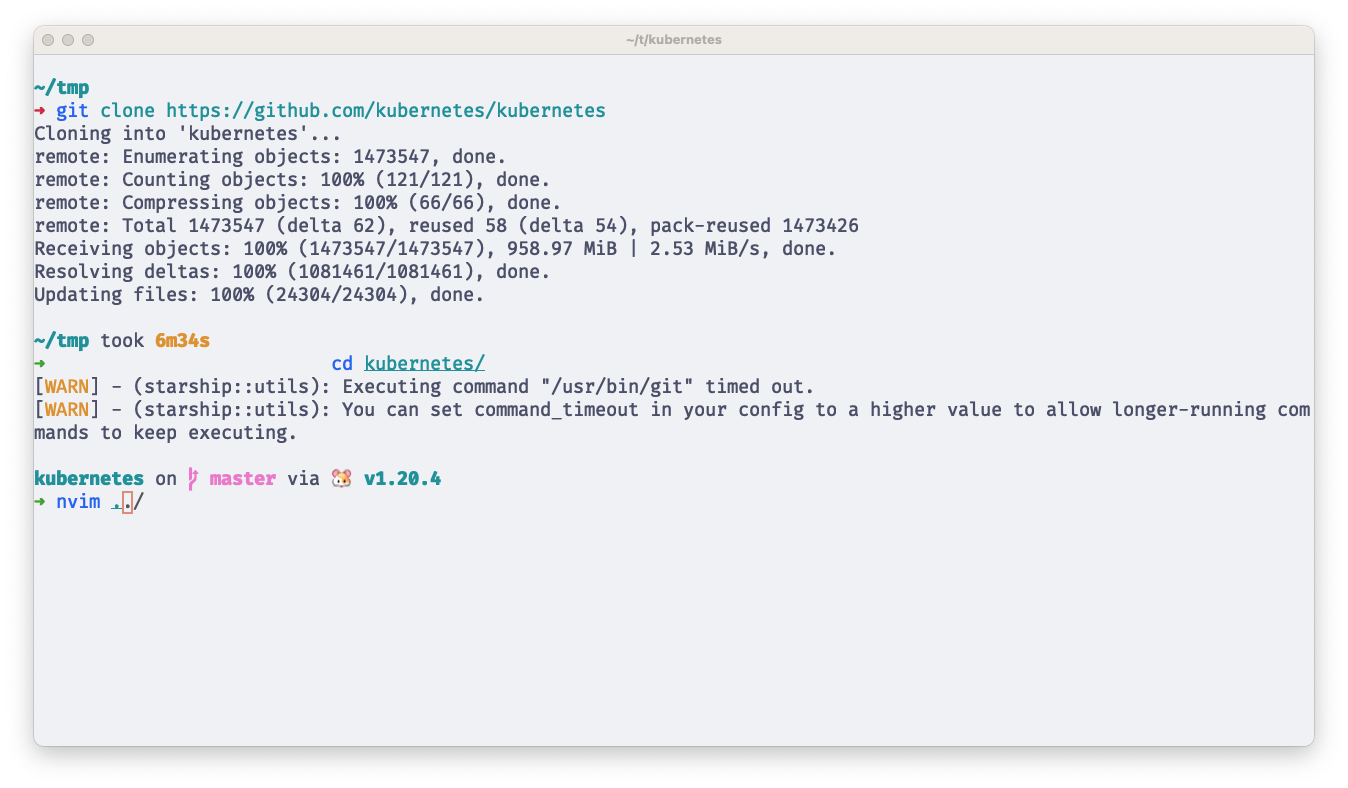 ~/t/kubernetes
~/tmp
➜ git clone https://github.com/kubernetes/kubernetes
Cloning into 'kubernetes'...
remote: Enumerating objects: 1473547, done.
remote: Counting objects: 100% (121/121), done.
remote: Compressing objects: 100% (66/66), done.
remote: Total 1473547 (delta 62), reused 58 (delta 54), pack-reused 1473426
Receiving objects: 100% (1473547/1473547), 958.97 MiB | 2.53 MiB/s, done.
Resolving deltas: 100% (1081461/1081461), done.
Updating files: 100% (24304/24304), done.
~/tmp took 6m34s
➜ cd kubernetes/
[WARN] - (starship::utils): Executing command "/usr/bin/git" timed out.
[WARN] - (starship::utils): You can set command_timeout in your config to a higher value to allow longer-running com
mands to keep executing.
kubernetes on master via 🐹 v1.20.4
➜ nvim ../